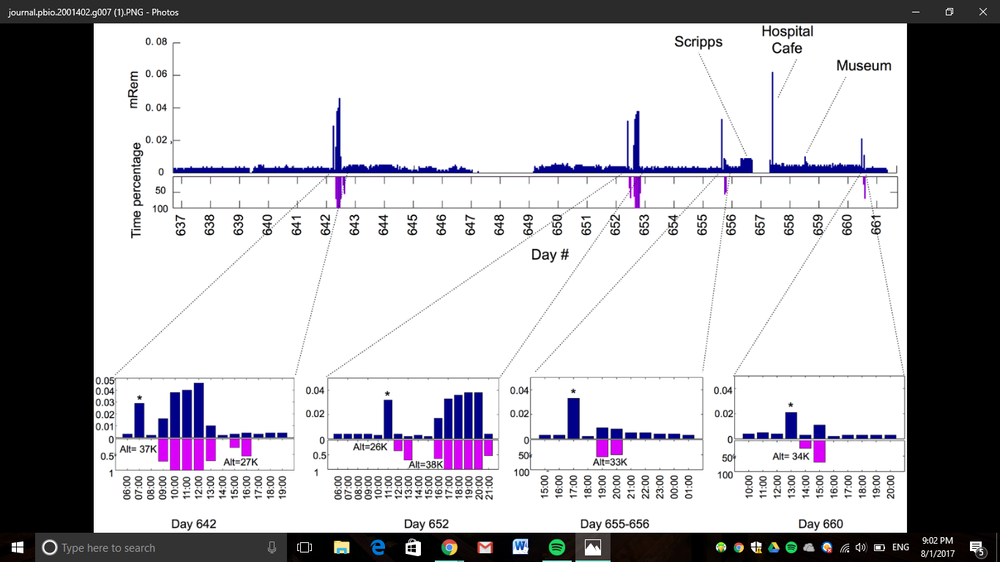 journal.pbio.2001402.g007 (1).PNG - Photos
Scripps
Hospital
Cafe
Museum
mRem
0.08
0.06
0.04
0.02
0
Time percentage
50
100
637 638 639 640 641 642 643 644 645 646 647 648 649 650 651 652 653 654 655 656 657 658 659 660 661
Day #
0.05
0.04
0.03
0.02
0.01
0
0.5
1
*
Alt= 37K
Alt=27K
06:00 07:00 08:00 09:00 10:00 11:00 12:00 13:00 14:00 15:00 16:00 17:00 18:00 19:00
Day 642
0.04
0.02
0
0.5
1
*
Alt=26K
Alt=38K
06:00 07:00 08:00 09:00 10:00 11:00 12:00 13:00 14:00 15:00 16:00 17:00 18:00 19:00 20:00 21:00
Day 652
0.04
0.02
0
50%
100
*
Alt=33K
15:00 16:00 17:00 18:00 19:00 20:00 21:00 22:00 23:00 00:00 01:00
Day 655-656
0.04
0.02
0
50%
100
*
Alt= 34K
10:00 11:00 12:00 13:00 14:00 15:00 16:00 17:00 18:00 19:00 20:00
Day 660
Type here to search
ENG
9:02 PM
8/1/2017
5